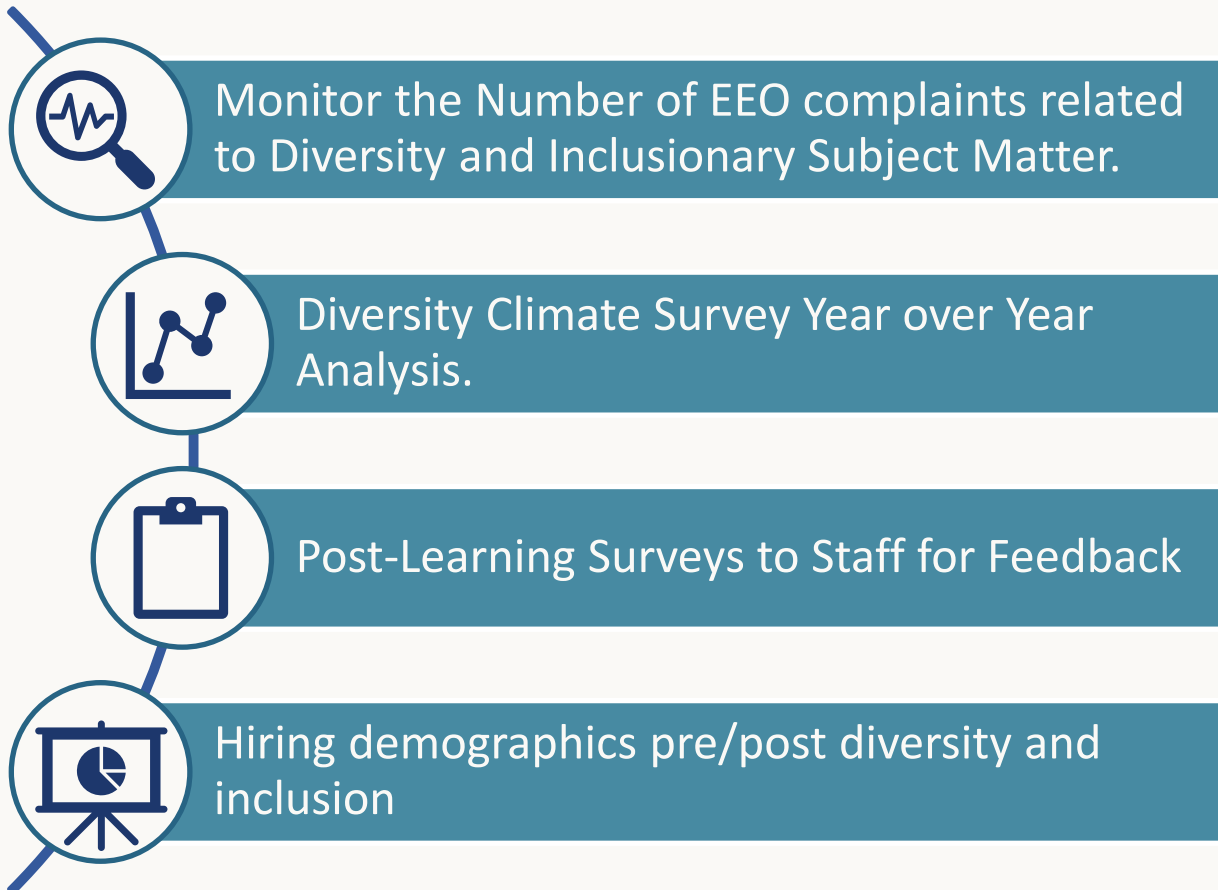 Monitor the Number of EEO complaints related
to Diversity and Inclusionary Subject Matter.
Diversity Climate Survey Year over Year
Analysis.
Post-Learning Surveys to Staff for Feedback
Hiring demographics pre/post diversity and
inclusion